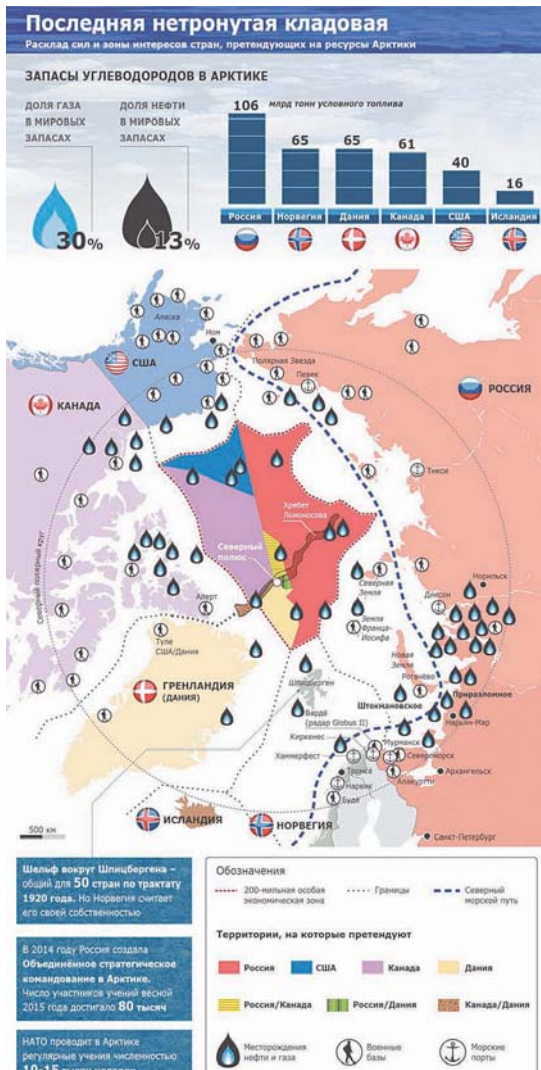 Последняя нетронутая кладовая
Расклад сил и зоны интересов стран, претендующих на ресурсы Арктики
ЗАПАСЫ УГЛЕВОДОРОДОВ В АРКТИКЕ
ДОЛЯ ГАЗА
В МИРОВЫХ
ЗАПАСАХ
30%
ДОЛЯ НЕФТИ
В МИРОВЫХ
ЗАПАСАХ
13%
млрд тонн условного топлива
106
65
65
61
40
16
Россия
Норвегия
Дания
Канада
США
Исландия
Аляска
Ном
США
Полярная Звезда
Певек
КАНАДА
РОССИЯ
Тикси
Хребет
Ломоносова
Северный
полюс
Северный полярный круг
Северная
Земля
Диксон
Норильск
Алерт
Земля
Франца-
Иосифа
Туле
США/Дания
Новая
Земля
Рогачёво
Шпицберген
ГРЕНЛАНДИЯ
(ДАНИЯ)
Приразломное
Штокмановское
Вардё
(радар Globus II)
Нарьян-Мар
Киркенес
Мурманск
Хаммерфест
Североморск
Тромсё
Архангельск
Алакуртти
Нарвик
Будё
ИСЛАНДИЯ
НОРВЕГИЯ
500 км
Санкт-Петербург
Шельф вокруг Шпицбергена –
общий для 50 стран по трактату
1920 года. Но Норвегия считает
его своей собственностью
В 2014 году Россия создала
Объединённое стратегическое
командование в Арктике.
Число участников учений весной
2015 года достигало 80 тысяч
НАТО проводит в Арктике
регулярные учения численностью
10–15
Обозначения
200-мильная особая
экономическая зона
Границы
Северный
морской путь
Территории, на которые претендуют
Россия
США
Канада
Дания
Россия/Канада
Россия/Дания
Канада/Дания
Месторождения
нефти и газа
Военные
базы
Морские
порты